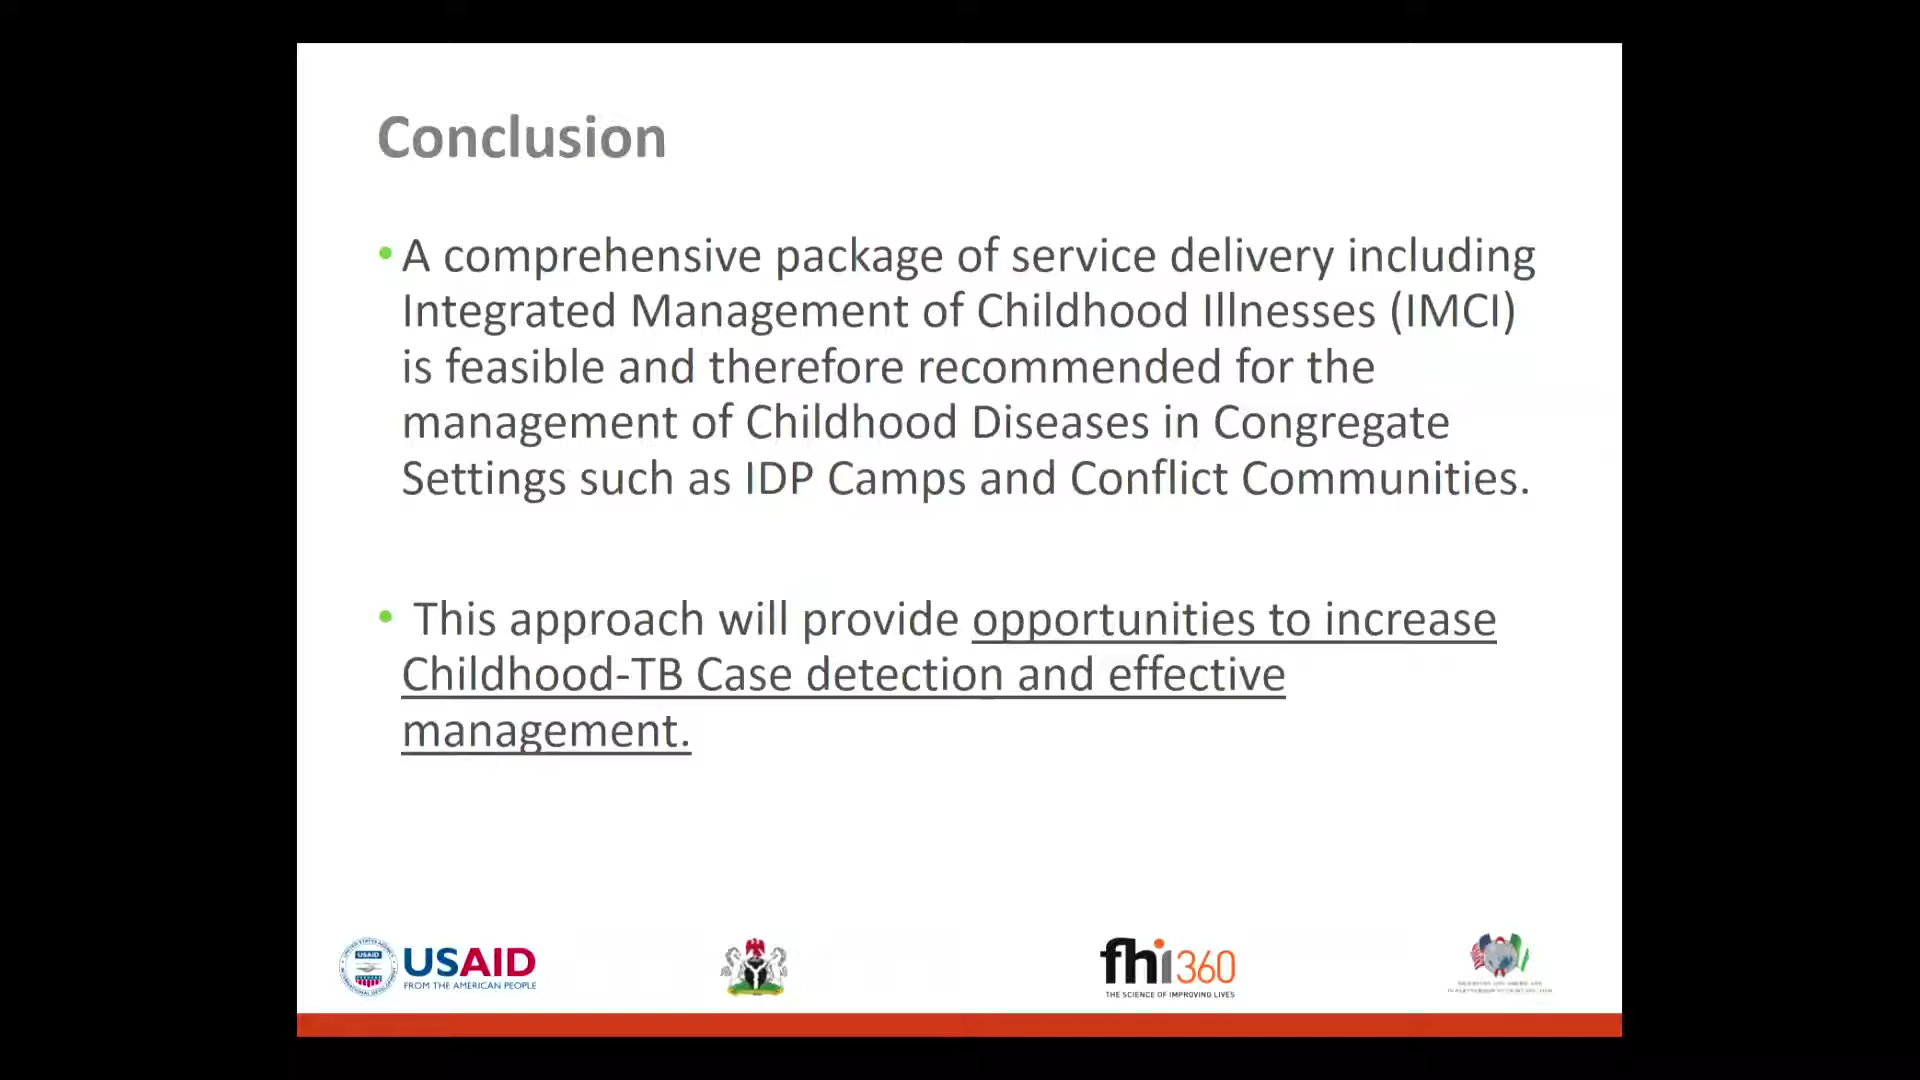 Conclusion
• A comprehensive package of service delivery including
Integrated Management of Childhood Illnesses (IMCI)
is feasible and therefore recommended for the
management of Childhood Diseases in Congregate
Settings such as IDP Camps and Conflict Communities.
• This approach will provide opportunities to increase
Childhood-TB Case detection and effective
management.
USAID
USAID
FROM THE AMERICAN PEOPLE
fhi360
THE SCIENCE OF IMPROVING LIVES